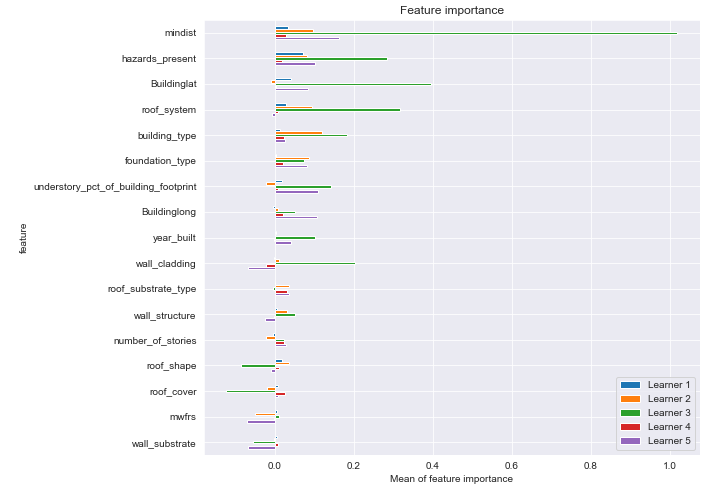 Feature importance
mindist
hazards_present
Buildinglat
roof_system
building_type
foundation_type
understory_pct_of_building_footprint
Buildinglong
year_built
wall_cladding
roof_substrate_type
wall_structure
number_of_stories
roof_shape
roof_cover
mwfrs
wall_substrate
feature
Learner 1
Learner 2
Learner 3
Learner 4
Learner 5
0.0 0.2 0.4 0.6 0.8 1.0
Mean of feature importance